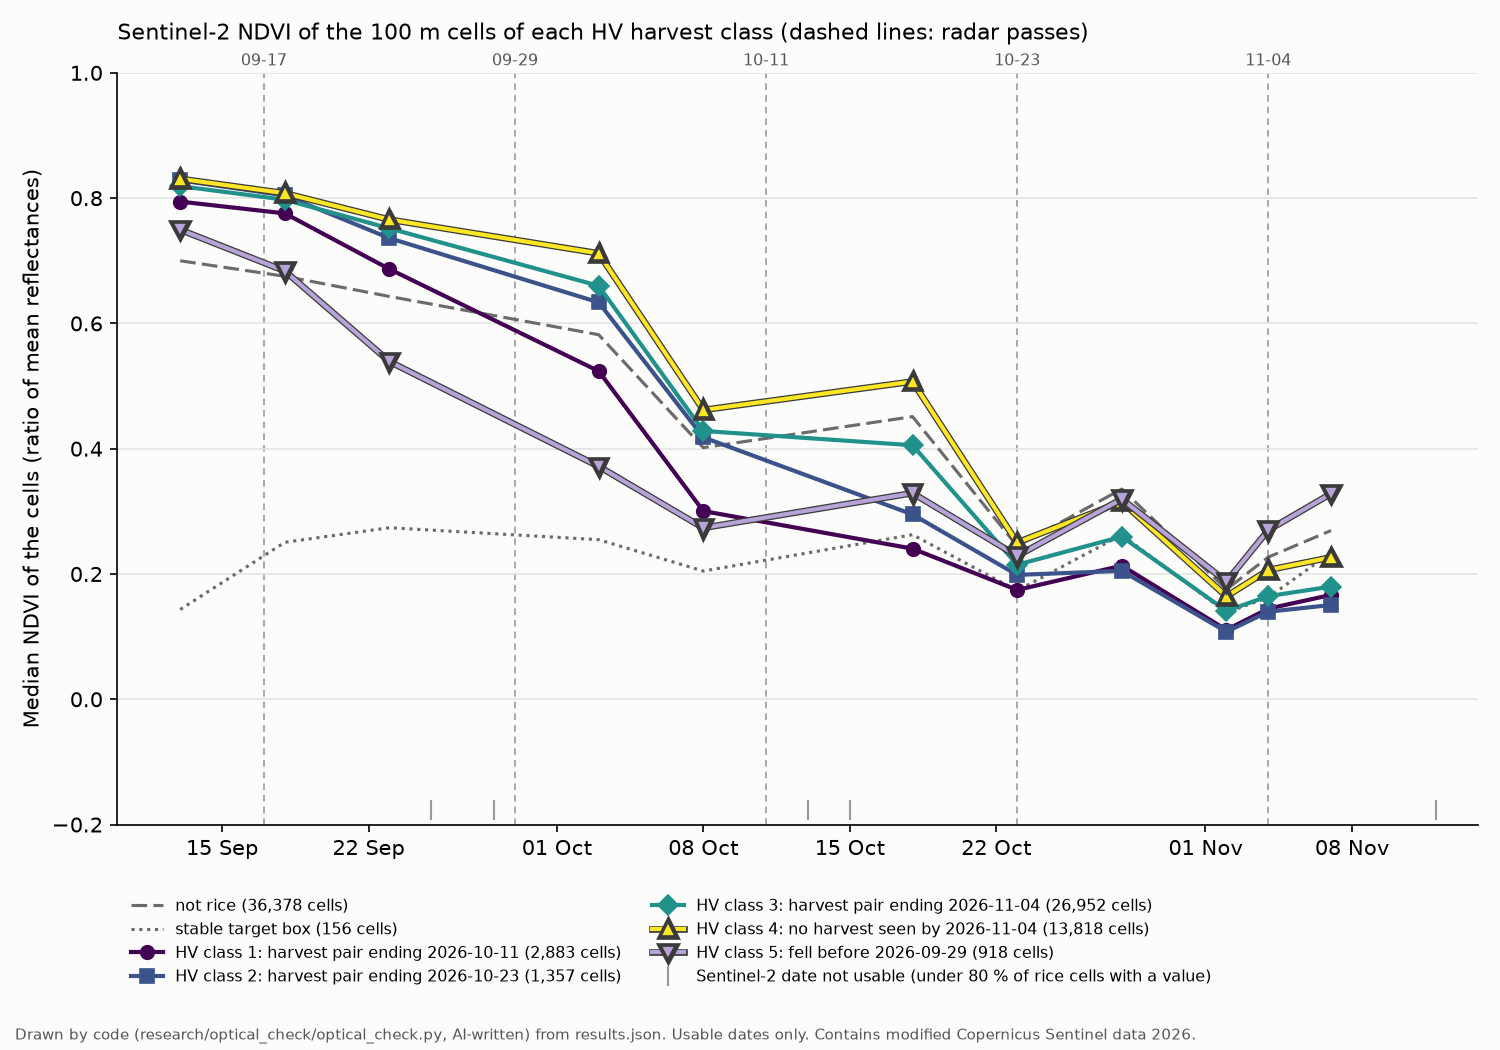 Sentinel-2 NDVI of the 100 m cells of each HV harvest class (dashed lines: radar passes)
09-17 09-29 10-11 10-23 11-04
Median NDVI of the cells (ratio of mean reflectances)
1.0
0.8
0.6
0.4
0.2
0.0
−0.2
15 Sep 22 Sep 01 Oct 08 Oct 15 Oct 22 Oct 01 Nov 08 Nov
not rice (36,378 cells)
stable target box (156 cells)
HV class 1: harvest pair ending 2026-10-11 (2,883 cells)
HV class 2: harvest pair ending 2026-10-23 (1,357 cells)
HV class 3: harvest pair ending 2026-11-04 (26,952 cells)
HV class 4: no harvest seen by 2026-11-04 (13,818 cells)
HV class 5: fell before 2026-09-29 (918 cells)
Sentinel-2 date not usable (under 80 % of rice cells with a value)
Drawn by code (research/optical_check/optical_check.py, AI-written) from results.json. Usable dates only. Contains modified Copernicus Sentinel data 2026.